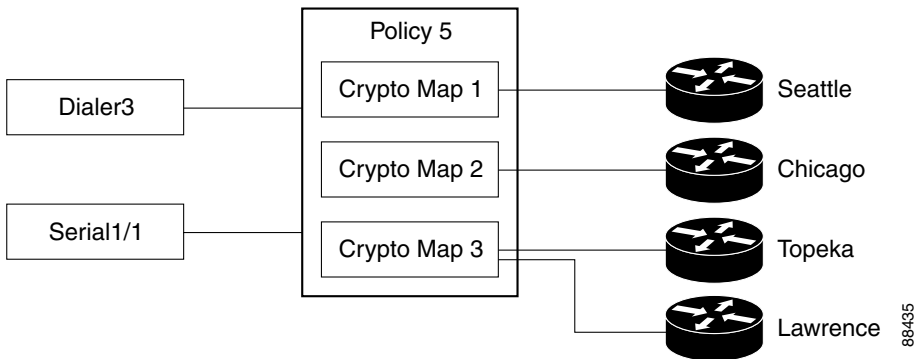 Policy 5
Dialer3
Serial1/1
Crypto Map 1
Crypto Map 2
Crypto Map 3
Seattle
Chicago
Topeka
Lawrence
88435